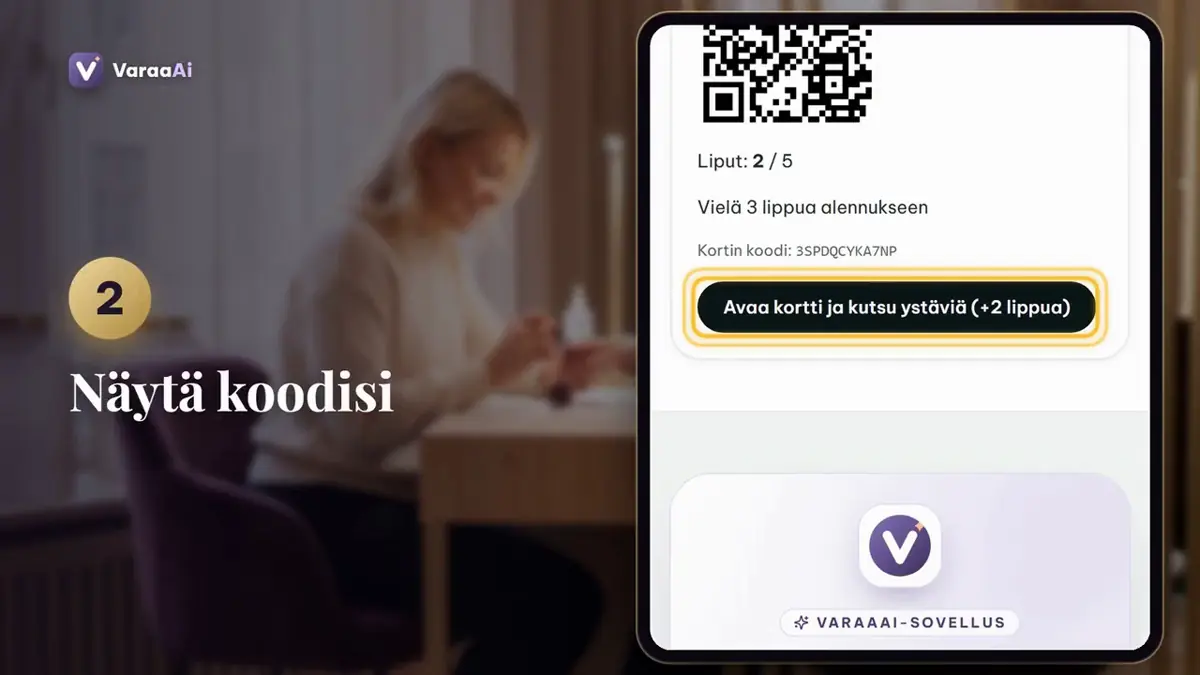 VaraaAi
2
Näytä koodisi
Liput: 2 / 5
Vielä 3 lippua alennukseen
Kortin koodi: 3SPDQCYKA7NP
Avaa kortti ja kutsu ystäviä (+2 lippua)
VARAAAI-SOVELLUS